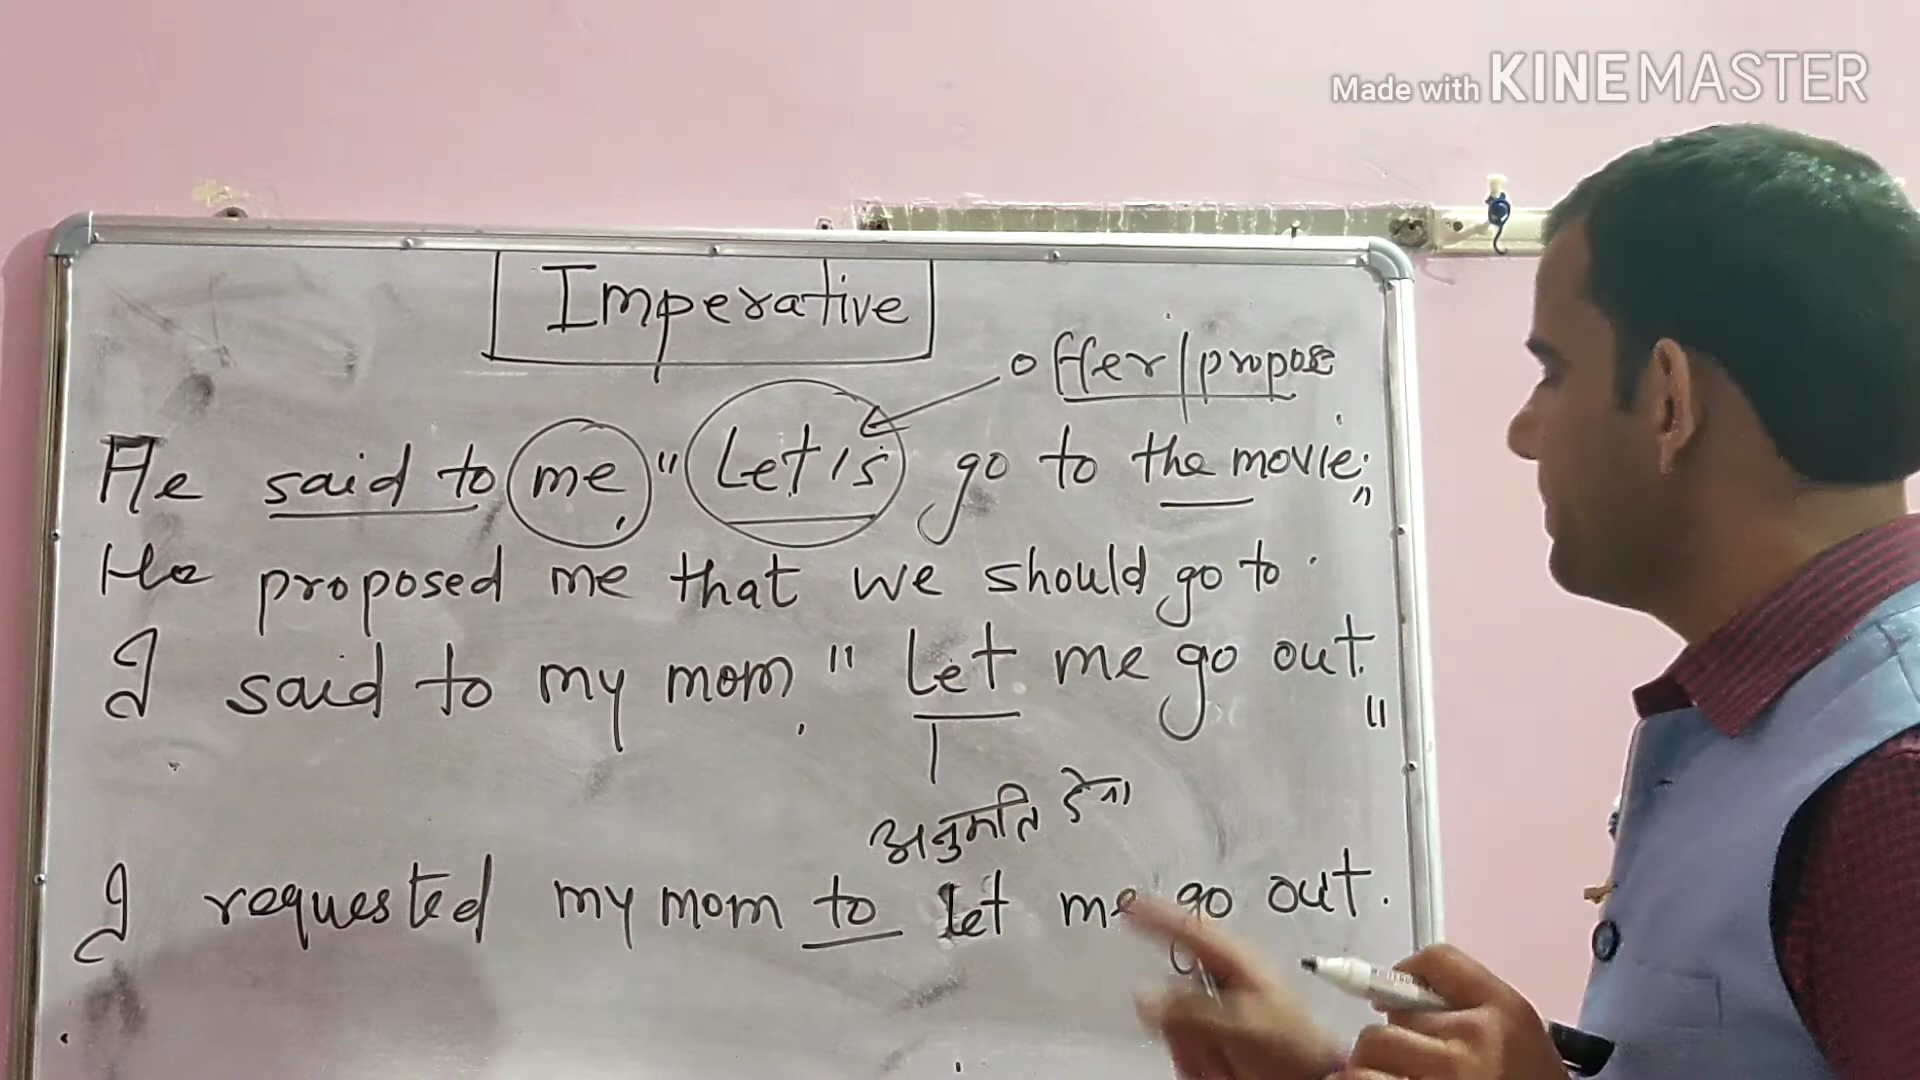 Made with KINEMASTER
Imperative
offer/propose
He said to me, "Let's go to the movie."
He proposed me that we should go to.
I said to my mom, "Let me go out."
अनुमति देना
I requested my mom to let me go out.